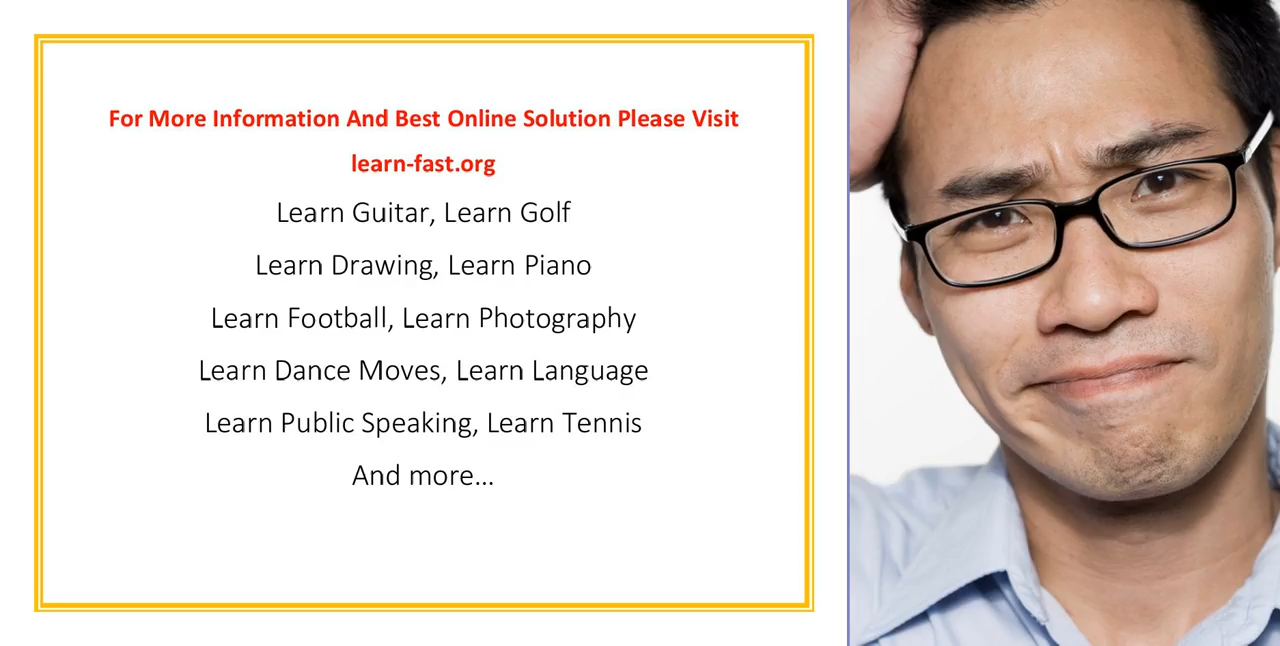 For More Information And Best Online Solution Please Visit
learn-fast.org
Learn Guitar, Learn Golf
Learn Drawing, Learn Piano
Learn Football, Learn Photography
Learn Dance Moves, Learn Language
Learn Public Speaking, Learn Tennis
And more...